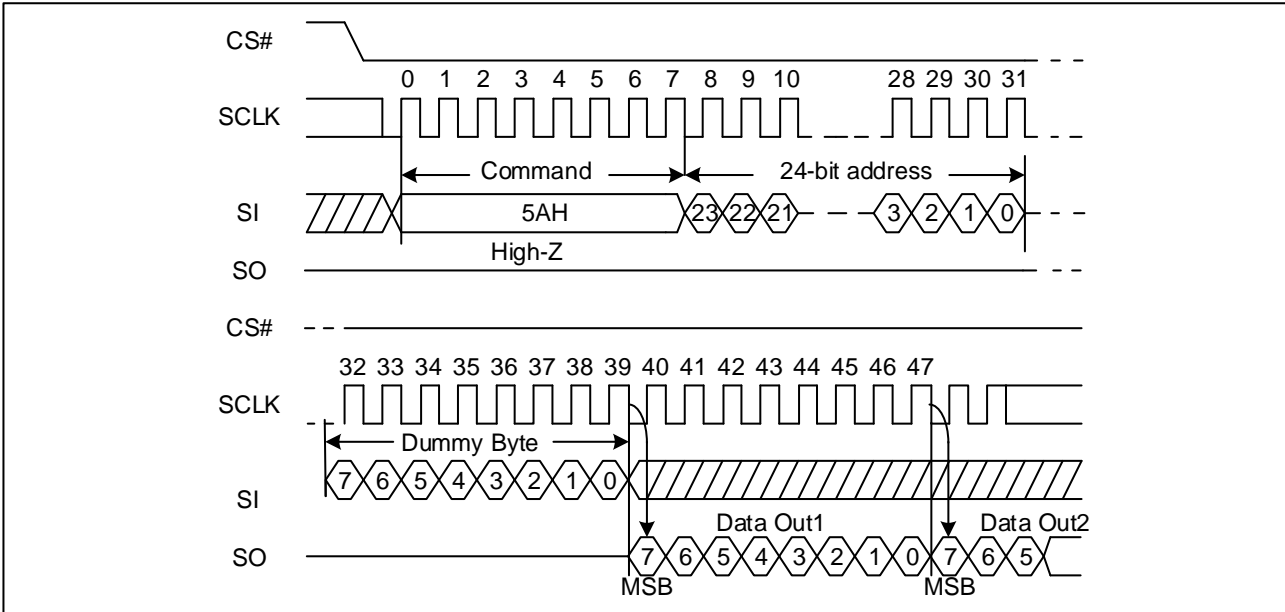 CS#
0 1 2 3 4 5 6 7 8 9 10 28 29 30 31
SCLK
Command 24-bit address
SI 5AH 23 22 21 3 2 1 0
High-Z
SO
CS#
32 33 34 35 36 37 38 39 40 41 42 43 44 45 46 47
SCLK
Dummy Byte
SI 7 6 5 4 3 2 1 0
Data Out1 Data Out2
SO 7 6 5 4 3 2 1 0 7 6 5
MSB MSB